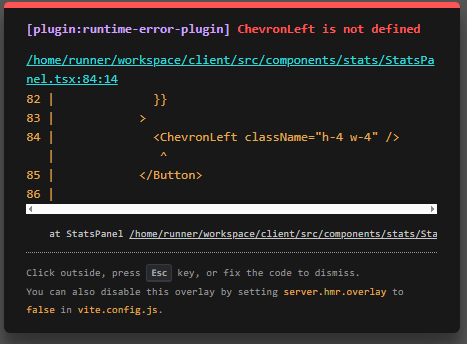 [plugin:runtime-error-plugin] ChevronLeft is not defined
/home/runner/workspace/client/src/components/stats/StatsPa
nel.tsx:84:14
82 |               }}
83 |             >
84 |               <ChevronLeft className="h-4 w-4" />
   |                ^
85 |             </Button>
86 |
at StatsPanel /home/runner/workspace/client/src/components/stats/Sta
Click outside, press Esc key, or fix the code to dismiss.
You can also disable this overlay by setting server.hmr.overlay to
false in vite.config.js.